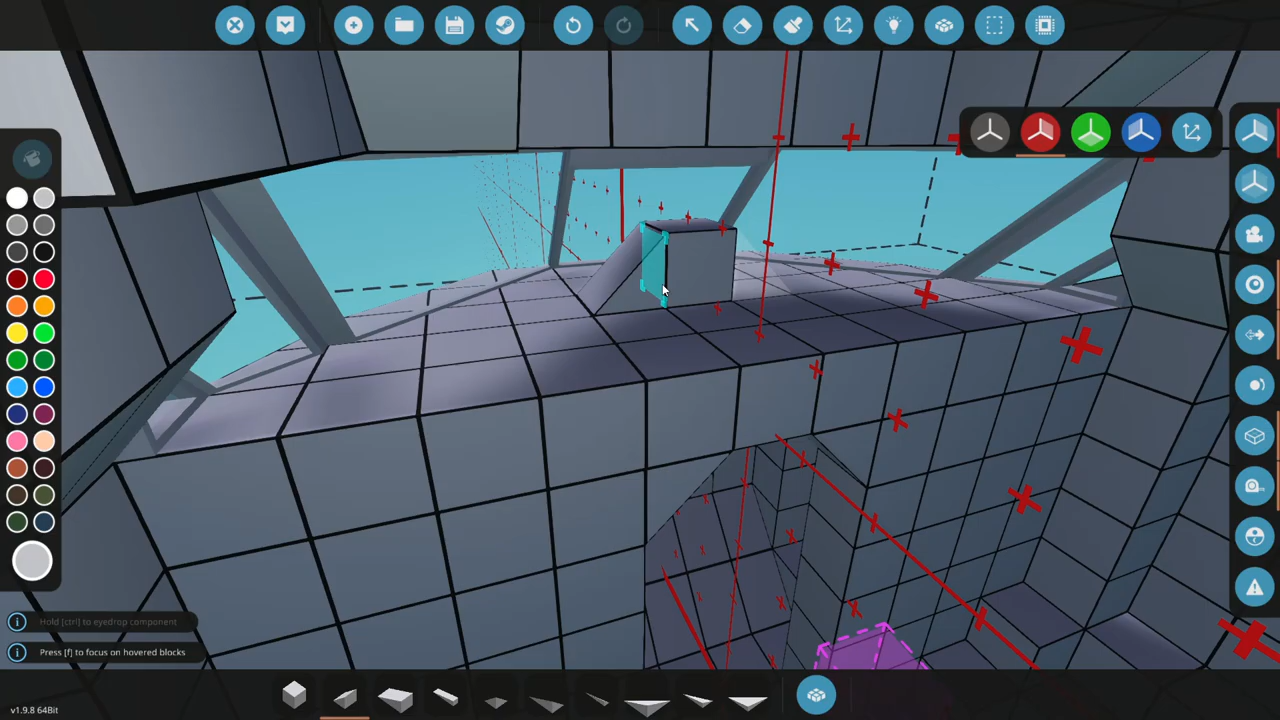 Hold [ctrl] to eyedrop component
Press [f] to focus on hovered blocks
v1.9.8 64Bit